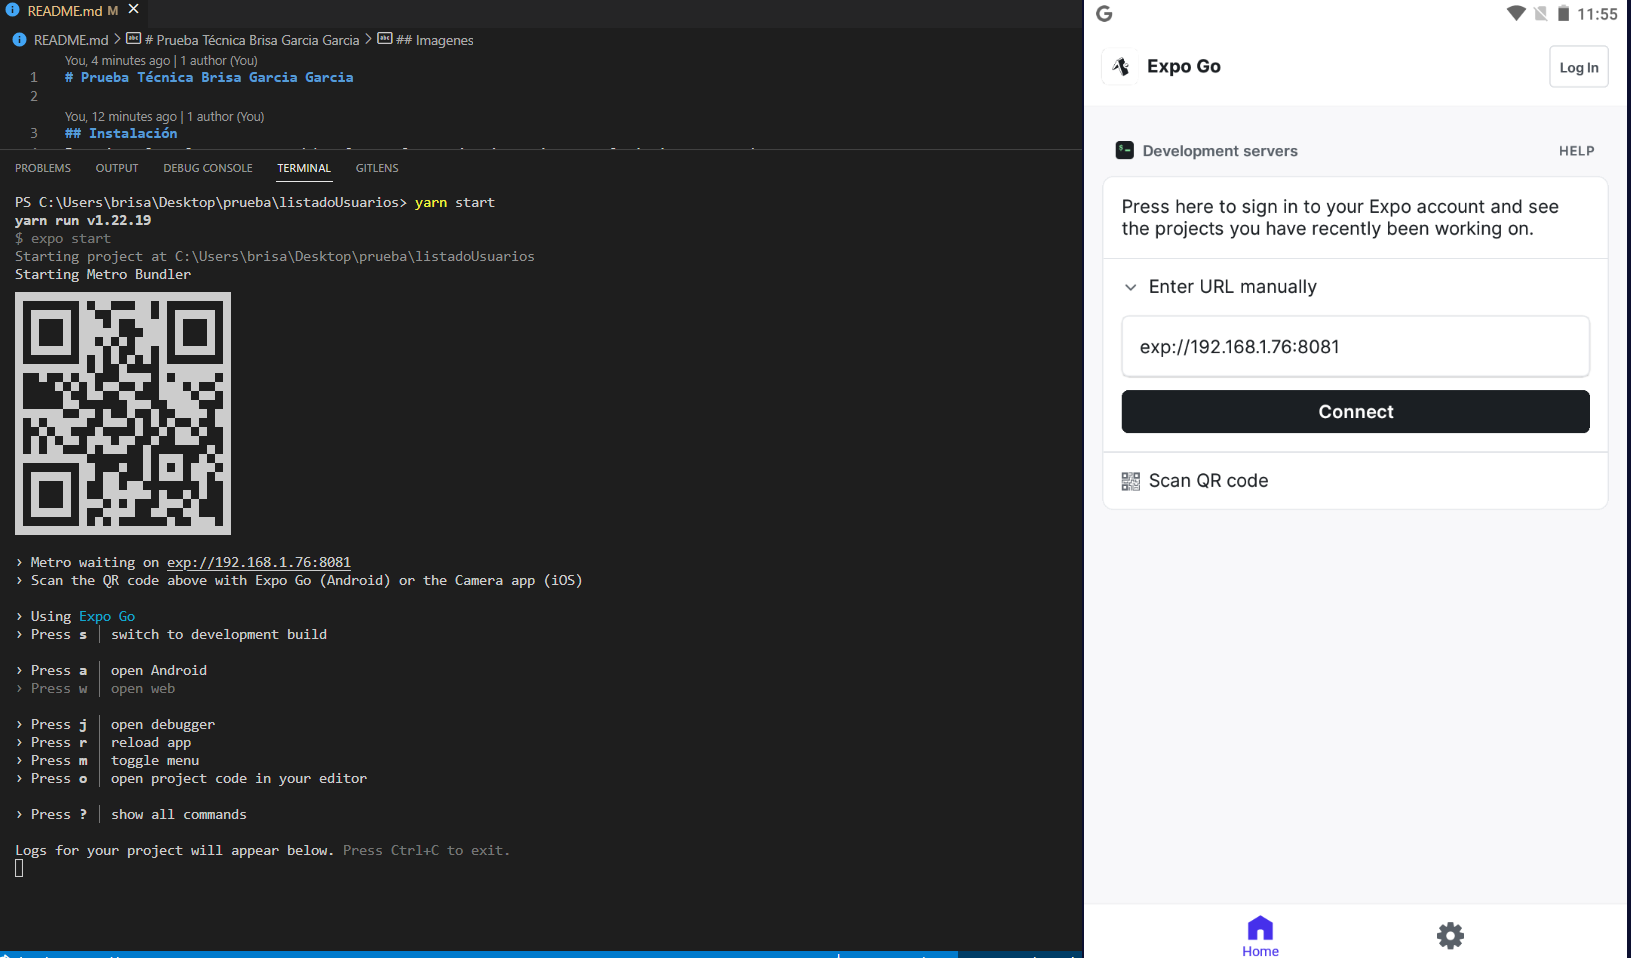 README.md M ✕
README.md > # Prueba Técnica Brisa Garcia Garcia > ## Imagenes
You, 4 minutes ago | 1 author (You)
1 # Prueba Técnica Brisa Garcia Garcia
2
You, 12 minutes ago | 1 author (You)
3 ## Instalación
PROBLEMS OUTPUT DEBUG CONSOLE TERMINAL GITLENS
PS C:\Users\brisa\Desktop\prueba\listadoUsuarios> yarn start
yarn run v1.22.19
$ expo start
Starting project at C:\Users\brisa\Desktop\prueba\listadoUsuarios
Starting Metro Bundler
› Metro waiting on exp://192.168.1.76:8081
› Scan the QR code above with Expo Go (Android) or the Camera app (iOS)
› Using Expo Go
› Press s │ switch to development build
› Press a │ open Android
› Press w │ open web
› Press j │ open debugger
› Press r │ reload app
› Press m │ toggle menu
› Press o │ open project code in your editor
› Press ? │ show all commands
Logs for your project will appear below. Press Ctrl+C to exit.
G 11:55
Expo Go
Log In
Development servers
HELP
Press here to sign in to your Expo account and see
the projects you have recently been working on.
Enter URL manually
exp://192.168.1.76:8081
Connect
Scan QR code
Home